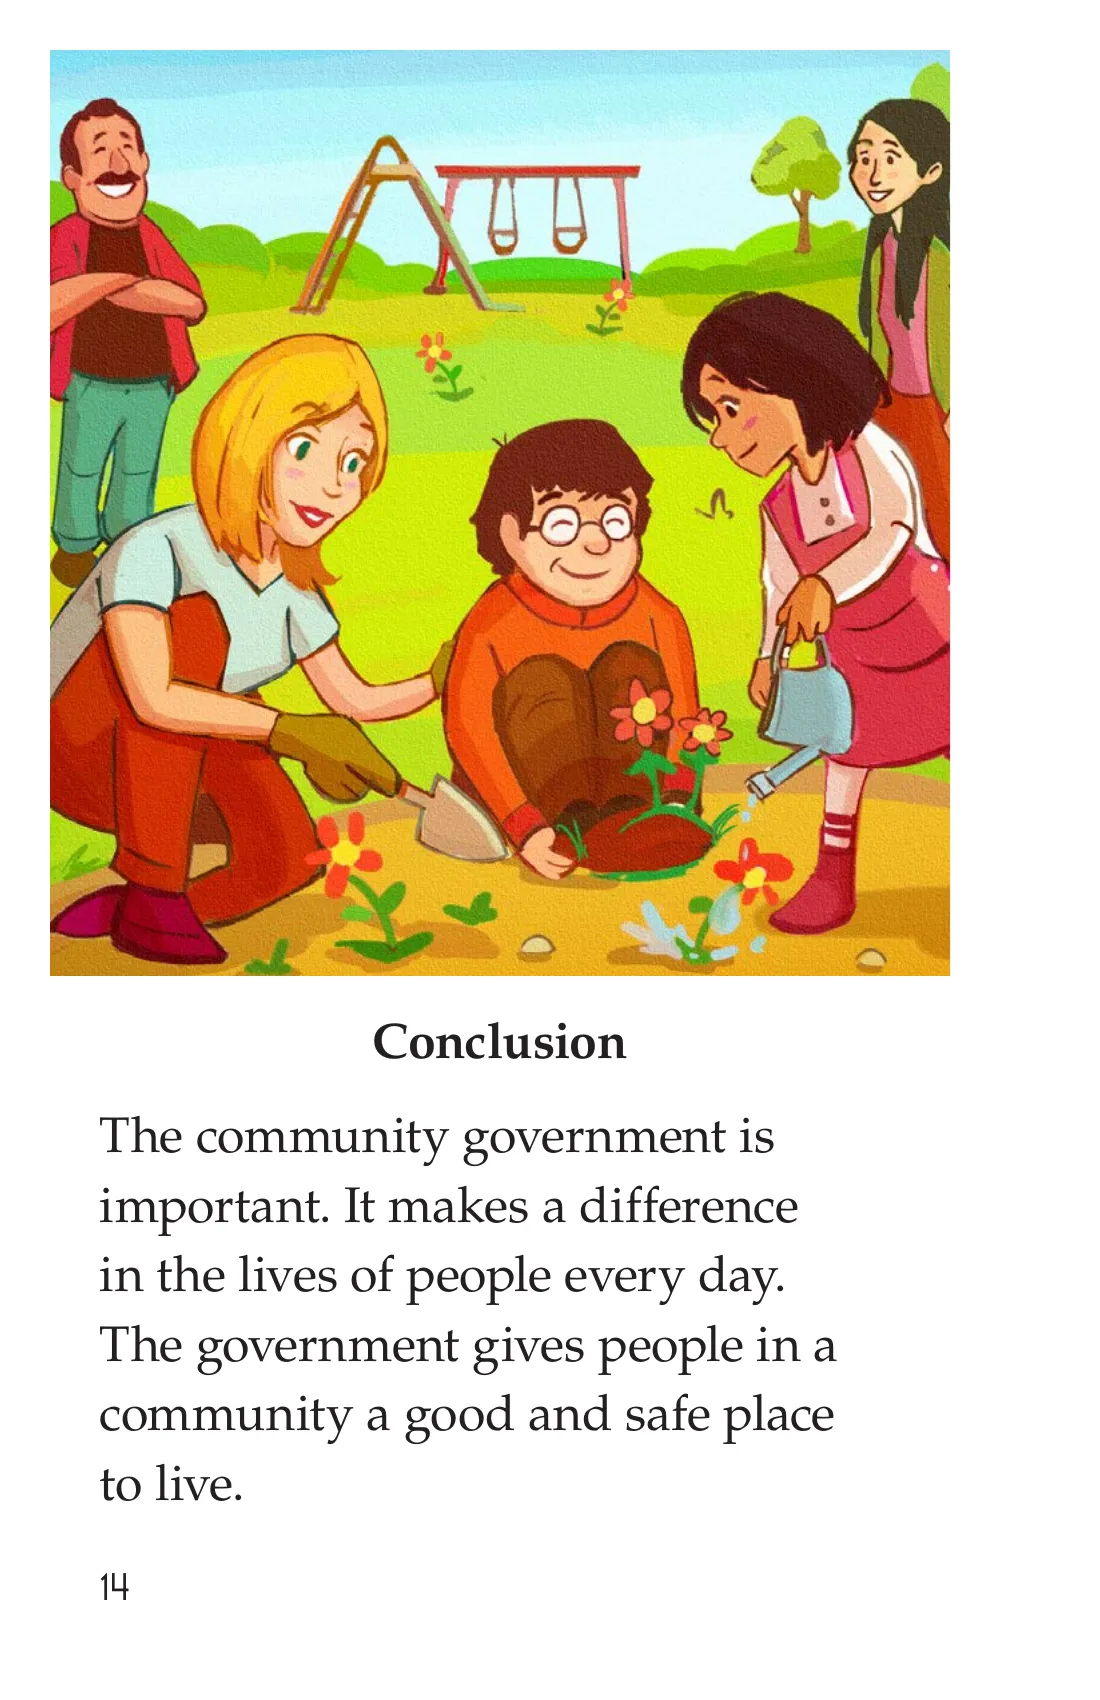 Conclusion
The community government is
important. It makes a difference
in the lives of people every day.
The government gives people in a
community a good and safe place
to live.
14